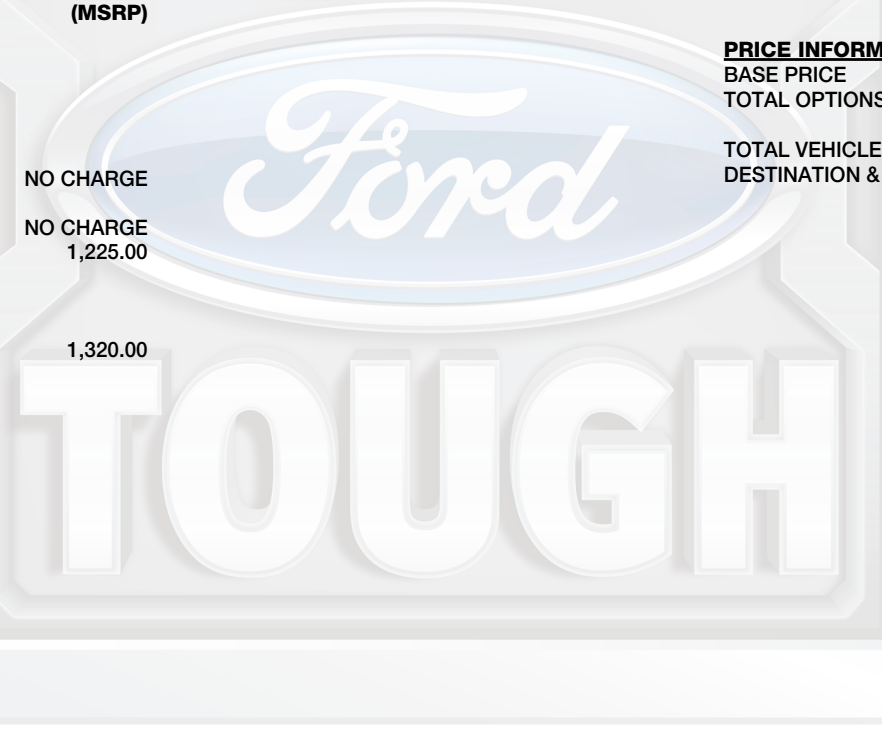 (MSRP)
PRICE INFORM
BASE PRICE
TOTAL OPTIONS
TOTAL VEHICLE
DESTINATION &
NO CHARGE
NO CHARGE
1,225.00
1,320.00
Ford
TOUGH